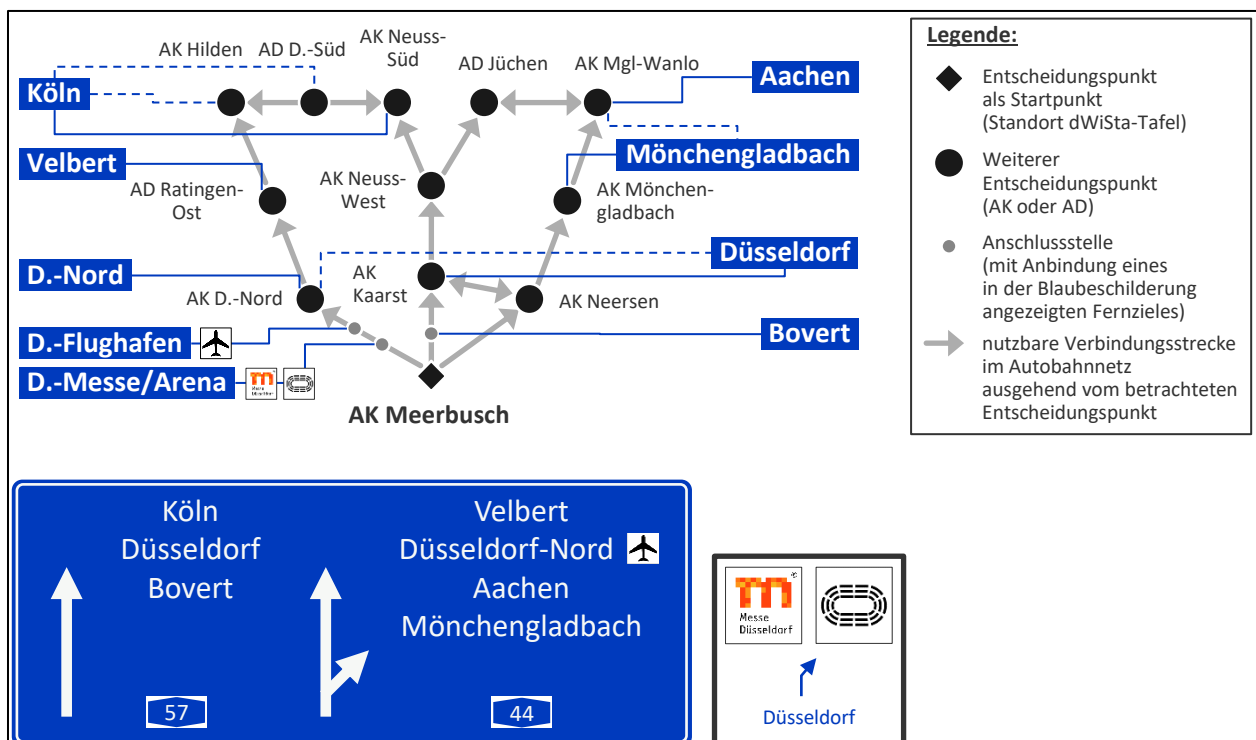 AK Hilden
AD D.-Süd
AK Neuss-
Süd
AD Jüchen
AK Mgl-Wanlo
Köln
Aachen
Velbert
Mönchengladbach
AD Ratingen-
Ost
AK Neuss-
West
AK Mönchen-
gladbach
D.-Nord
Düsseldorf
AK D.-Nord
AK
Kaarst
AK Neersen
D.-Flughafen
Bovert
D.-Messe/Arena
Messe
Düsseldorf
AK Meerbusch
Legende:
Entscheidungspunkt
als Startpunkt
(Standort dWiSta-Tafel)
Weiterer
Entscheidungspunkt
(AK oder AD)
Anschlussstelle
(mit Anbindung eines
in der Blaubeschilderung
angezeigten Fernzieles)
nutzbare Verbindungsstrecke
im Autobahnnetz
ausgehend vom betrachteten
Entscheidungspunkt
Köln
Düsseldorf
Bovert
57
Velbert
Düsseldorf-Nord
Aachen
Mönchengladbach
44
Messe
Düsseldorf
Düsseldorf